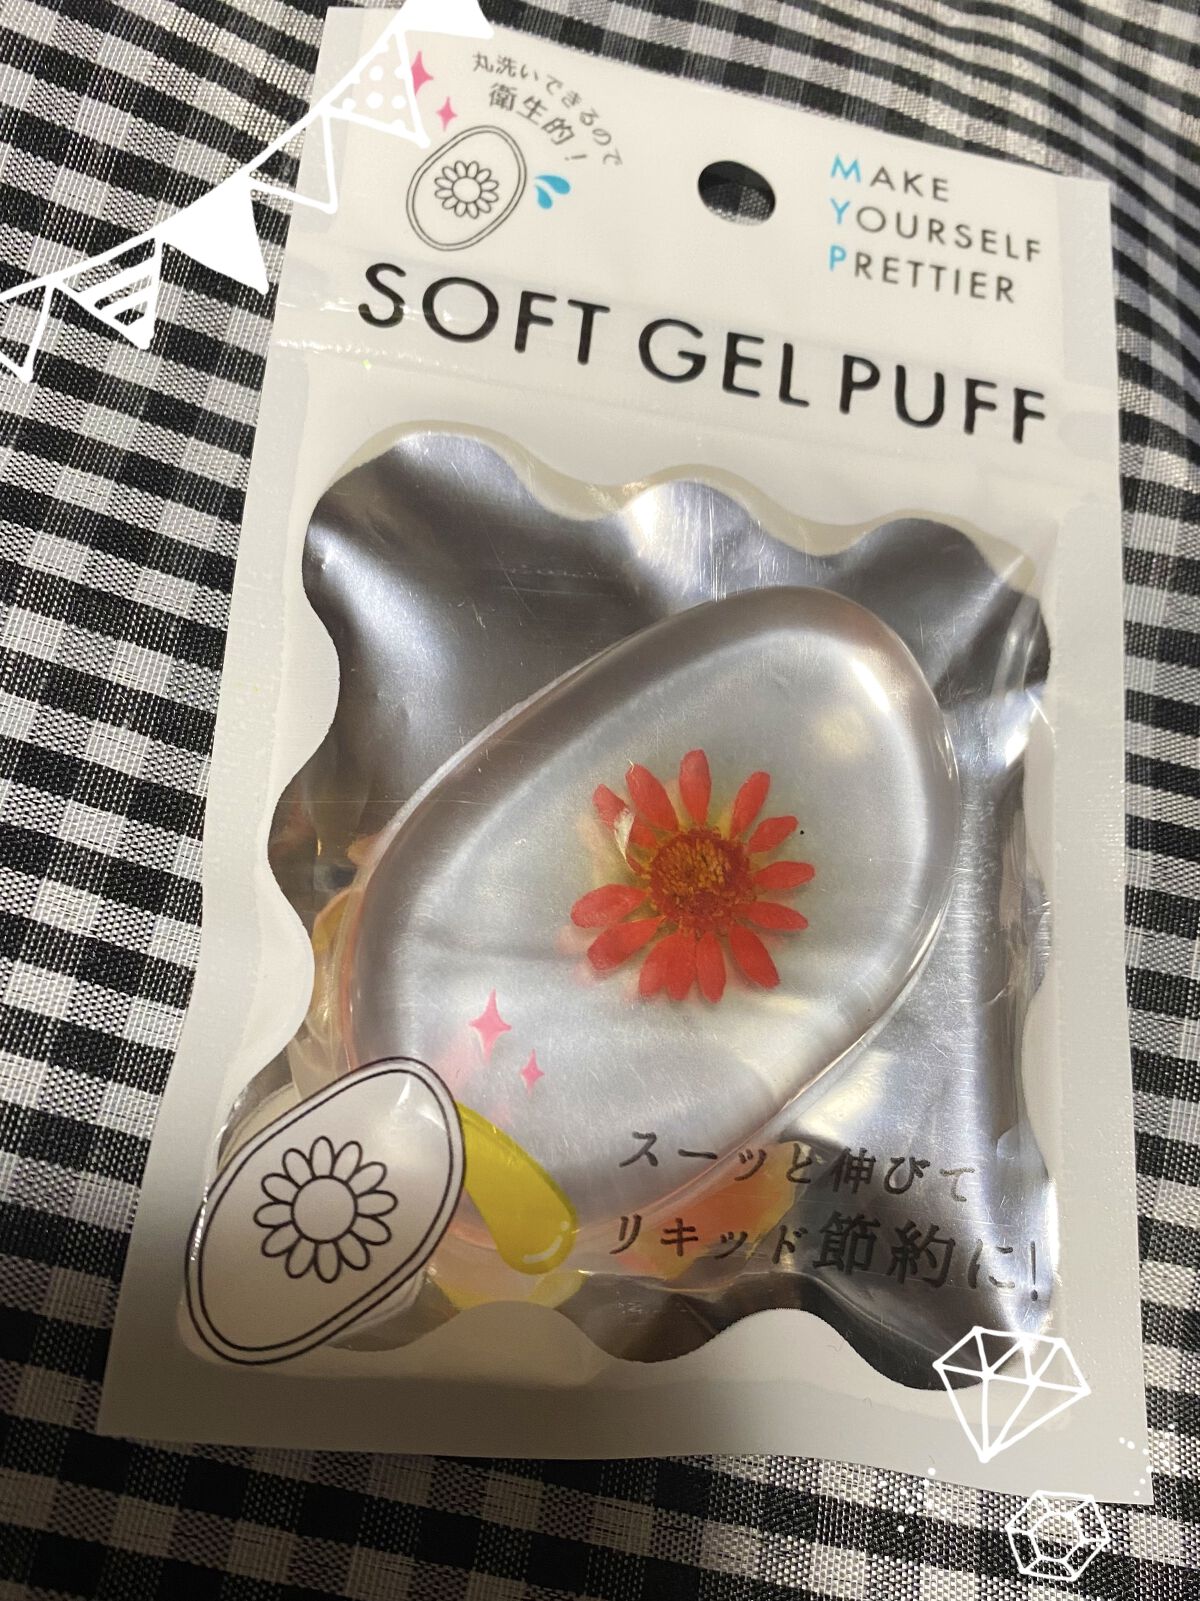 丸洗いできるので
衛生的！
MAKE
YOURSELF
PRETTIER
SOFT GEL PUFF
スーッと伸びて
リキッド節約に!